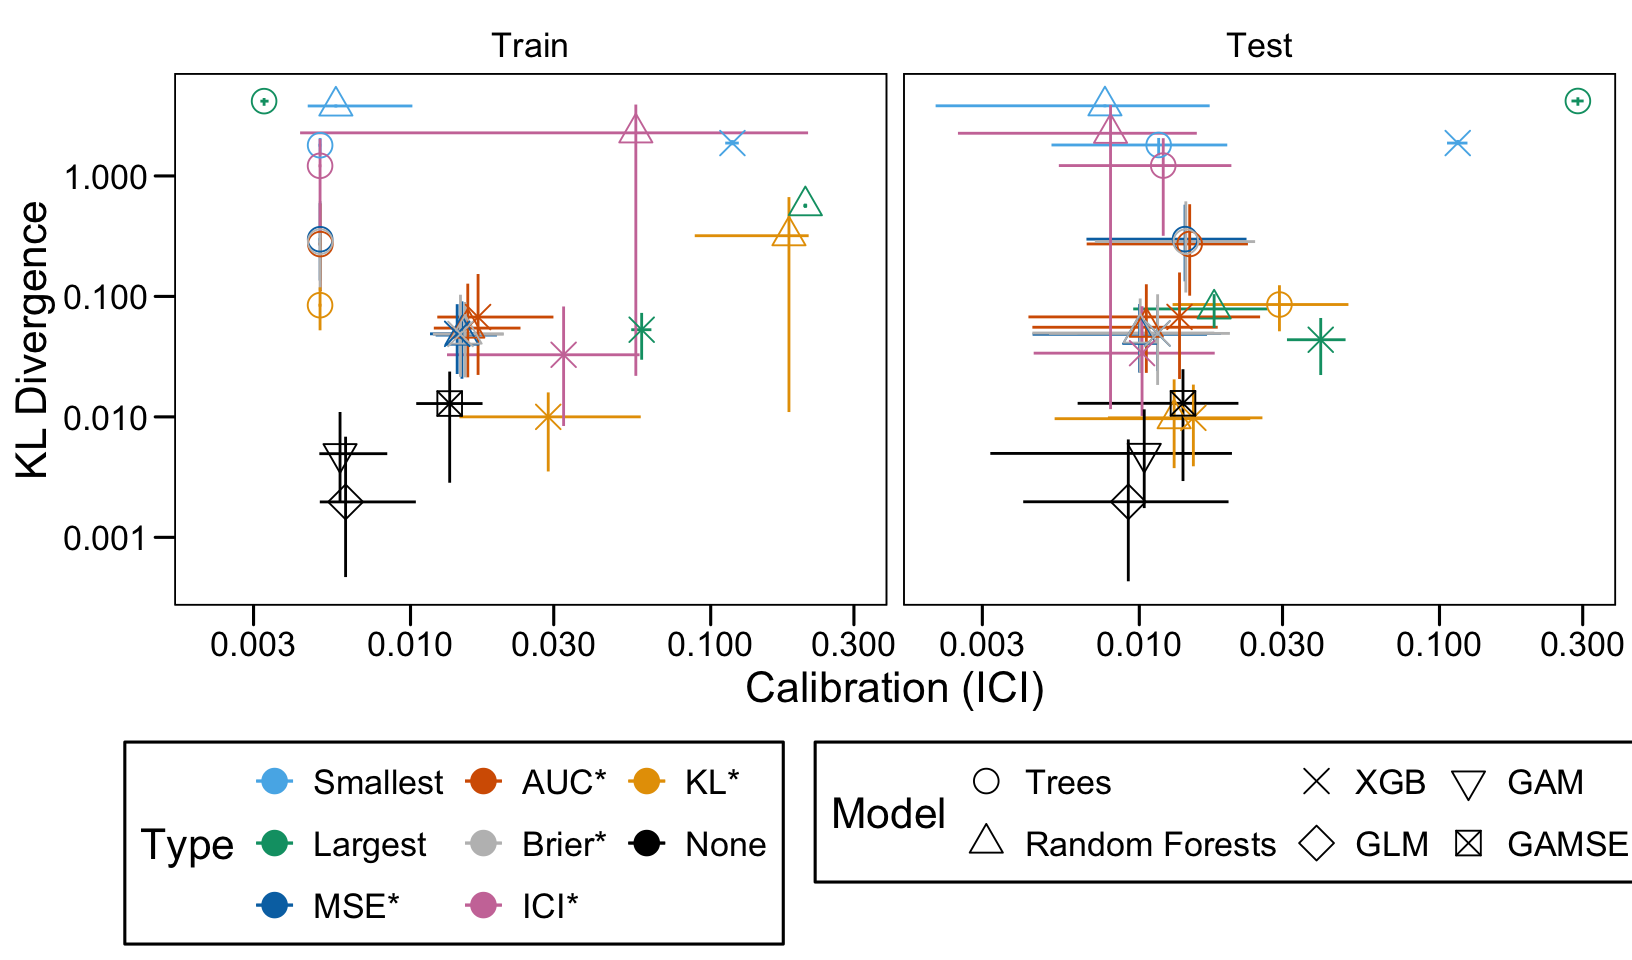 Train Test
KL Divergence
1.000
0.100
0.010
0.001
0.003 0.010 0.030 0.100 0.300 0.003 0.010 0.030 0.100 0.300
Calibration (ICI)
Type
Smallest AUC* KL*
Largest Brier* None
MSE* ICI*
Model
Trees XGB GAM
Random Forests GLM GAMSE